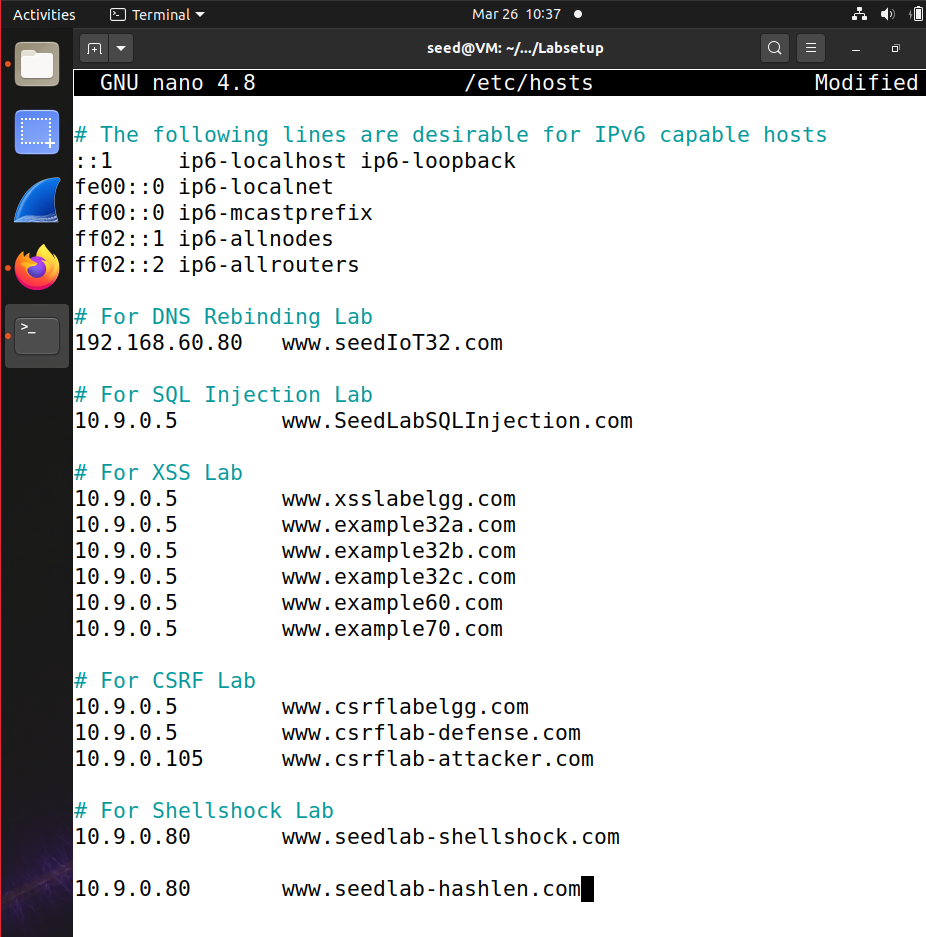 Activities Terminal Mar 26 10:37
seed@VM: ~/.../Labsetup
GNU nano 4.8 /etc/hosts Modified
# The following lines are desirable for IPv6 capable hosts
::1 ip6-localhost ip6-loopback
fe00::0 ip6-localnet
ff00::0 ip6-mcastprefix
ff02::1 ip6-allnodes
ff02::2 ip6-allrouters
# For DNS Rebinding Lab
192.168.60.80 www.seedIoT32.com
# For SQL Injection Lab
10.9.0.5 www.SeedLabSQLInjection.com
# For XSS Lab
10.9.0.5 www.xsslabelgg.com
10.9.0.5 www.example32a.com
10.9.0.5 www.example32b.com
10.9.0.5 www.example32c.com
10.9.0.5 www.example60.com
10.9.0.5 www.example70.com
# For CSRF Lab
10.9.0.5 www.csrflabelgg.com
10.9.0.5 www.csrflab-defense.com
10.9.0.105 www.csrflab-attacker.com
# For Shellshock Lab
10.9.0.80 www.seedlab-shellshock.com
10.9.0.80 www.seedlab-hashlen.com